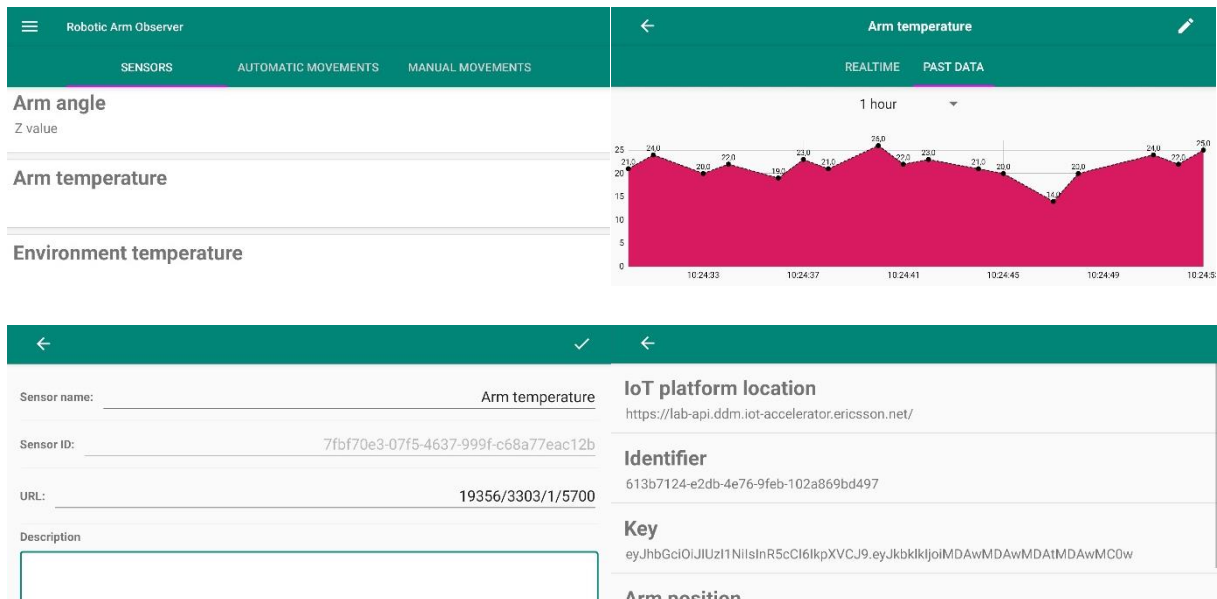 Robotic Arm Observer
SENSORS AUTOMATIC MOVEMENTS MANUAL MOVEMENTS
Arm angle
Z value
Arm temperature
Environment temperature
Arm temperature
REALTIME PAST DATA
1 hour
25
20
15
10
5
0
21,0 24,0 20,0 22,0 19,0 23,0 21,0 26,0 22,0 23,0 21,0 20,0 14,0 20,0 24,0 22,0 25,0
10:24:33 10:24:37 10:24:41 10:24:45 10:24:49
Sensor name: Arm temperature
Sensor ID: 7fbf70e3-07f5-4637-999f-c68a77eac12b
URL: 19356/3303/1/5700
Description
IoT platform location
https://lab-api.ddm.iot-accelerator.ericsson.net/
Identifier
613b7124-e2db-4e76-9feb-102a869bd497
Key
eyJhbGciOiJIUzI1NiIsInR5cCI6IkpXVCJ9.eyJkbklkIjoiMDAwMDAwMDAtMDAwMC0w
Arm position